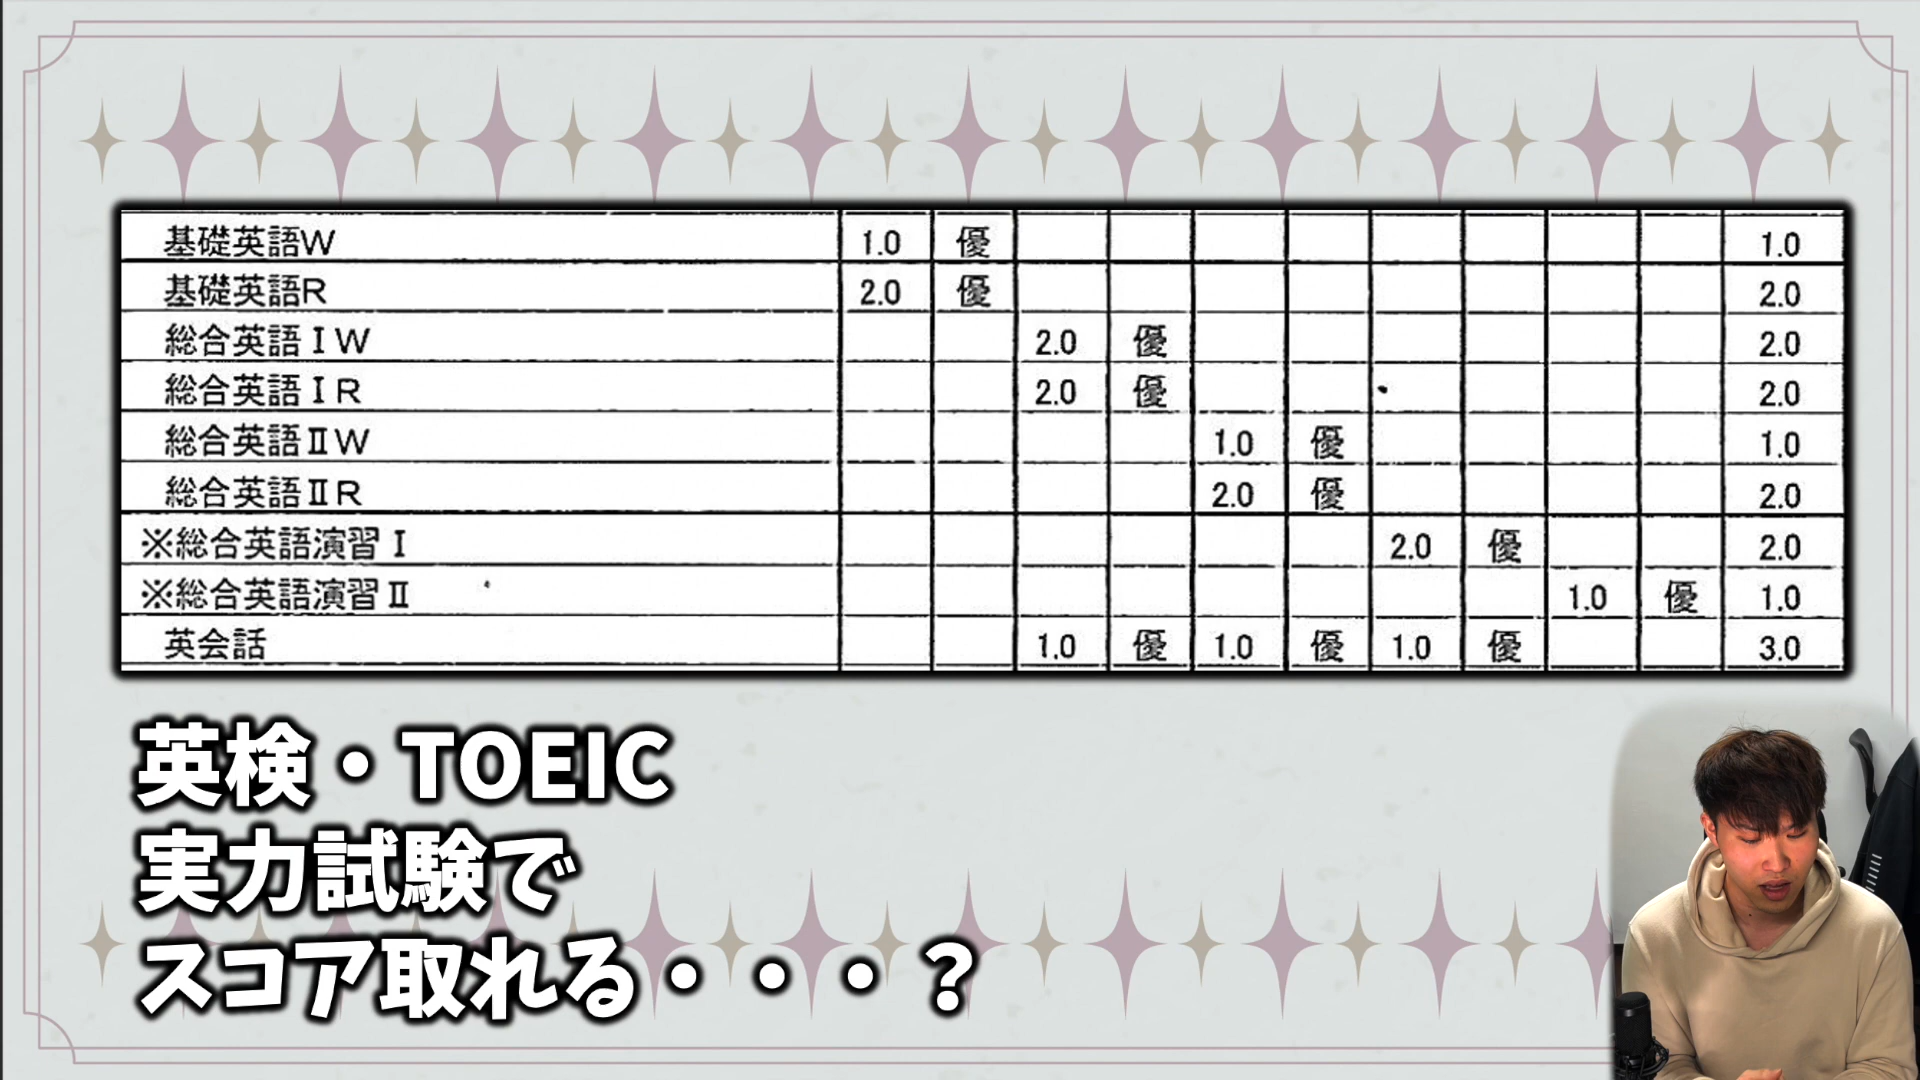 基礎英語W 1.0 優 1.0
基礎英語R 2.0 優 2.0
総合英語ⅠW 2.0 優 2.0
総合英語ⅠR 2.0 優 2.0
総合英語ⅡW 1.0 優 1.0
総合英語ⅡR 2.0 優 2.0
※総合英語演習Ⅰ 2.0 優 2.0
※総合英語演習Ⅱ 1.0 優 1.0
英会話 1.0 優 1.0 優 1.0 優 3.0
英検・TOEIC
実力試験で
スコア取れる・・・?